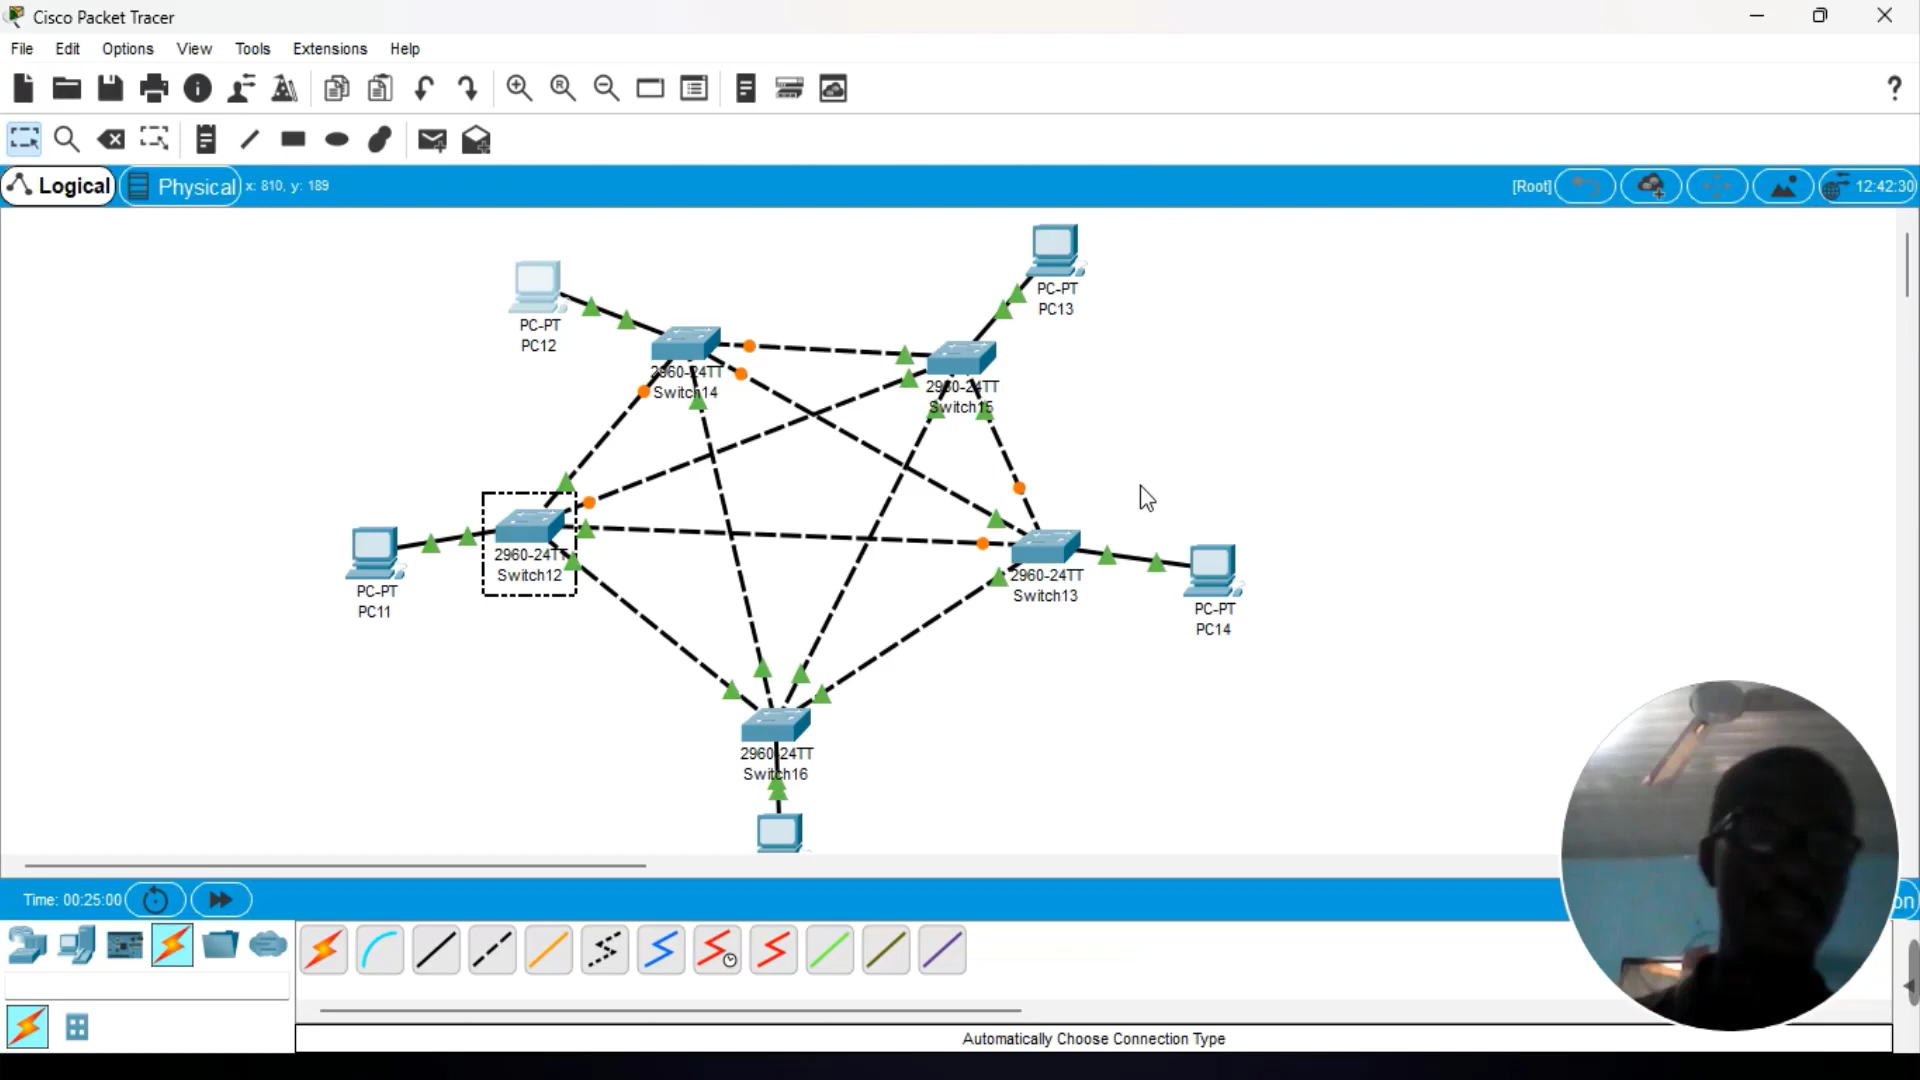 Cisco Packet Tracer
File Edit Options View Tools Extensions Help
?
Logical Physical x: 810, y: 189 [Root] 12:42:30
PC-PT
PC13
PC-PT
PC12
2960-24TT
Switch14
2960-24TT
Switch15
2960-24TT
Switch12
2960-24TT
Switch13
PC-PT
PC11
PC-PT
PC14
2960-24TT
Switch16
Time: 00:25:00
Automatically Choose Connection Type